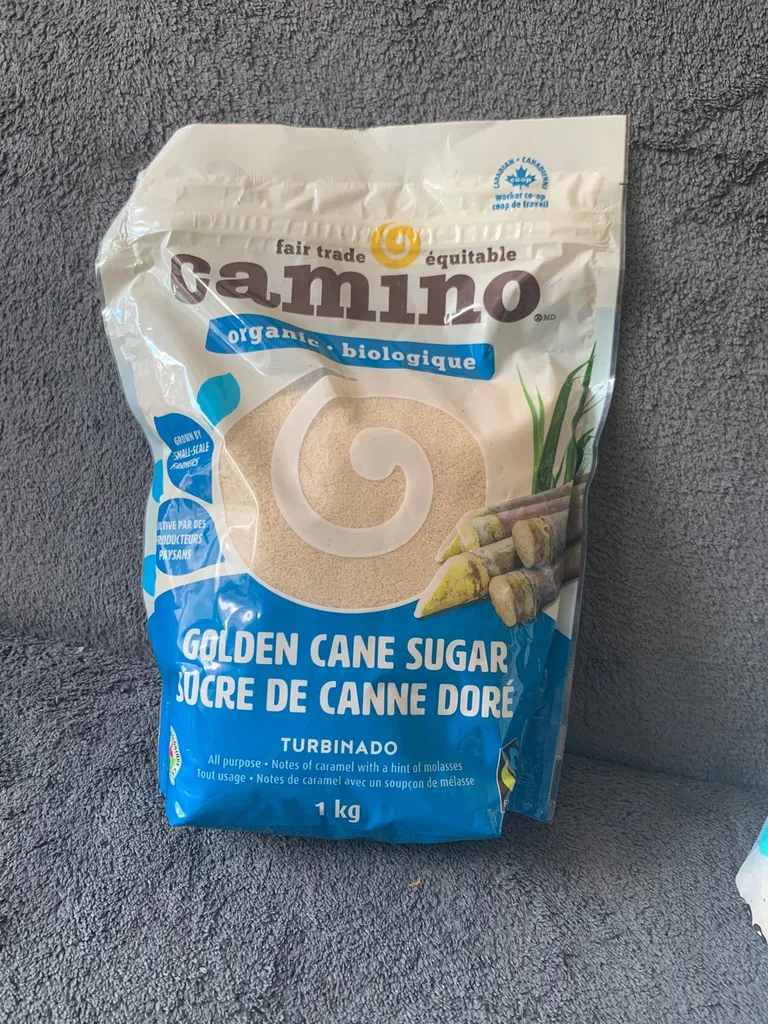 CANADIAN • CANADIENNE
coop
worker co-op
coop de travail
fair trade équitable
camino
MD
organic • biologique
GROWN BY
SMALL-SCALE
FARMERS
PAR DES
PRODUCTEURS
PAYSANS
GOLDEN CANE SUGAR
SUCRE DE CANNE DORÉ
TURBINADO
All purpose • Notes of caramel with a hint of molasses
Tout usage • Notes de caramel avec un soupçon de mélasse
1 kg